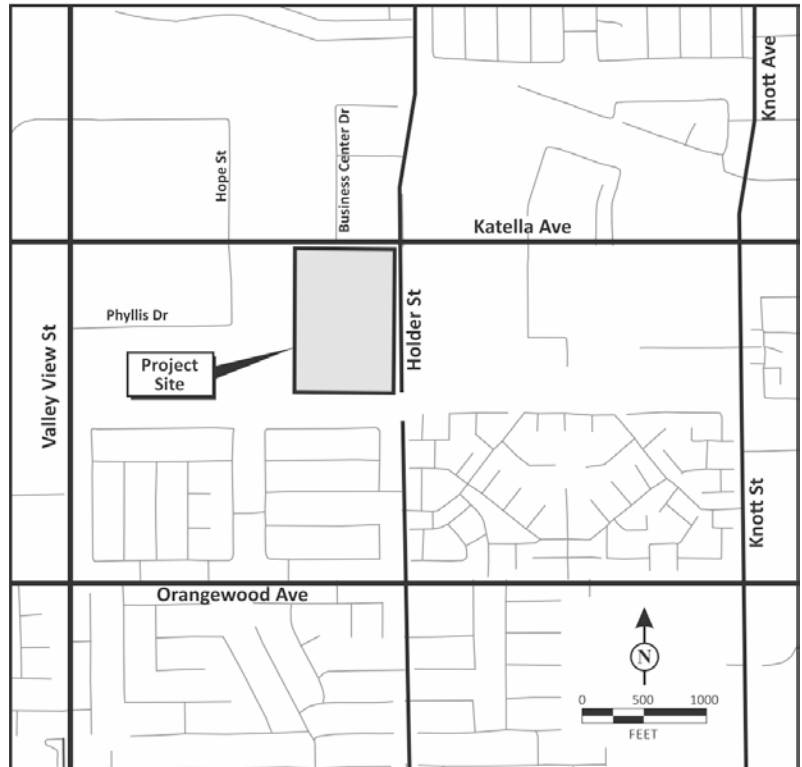 Knott Ave
Hope St
Business Center Dr
Katella Ave
Phyllis Dr
Holder St
Project
Site
Valley View St
Knott St
Orangewood Ave
N
0 500 1000
FEET